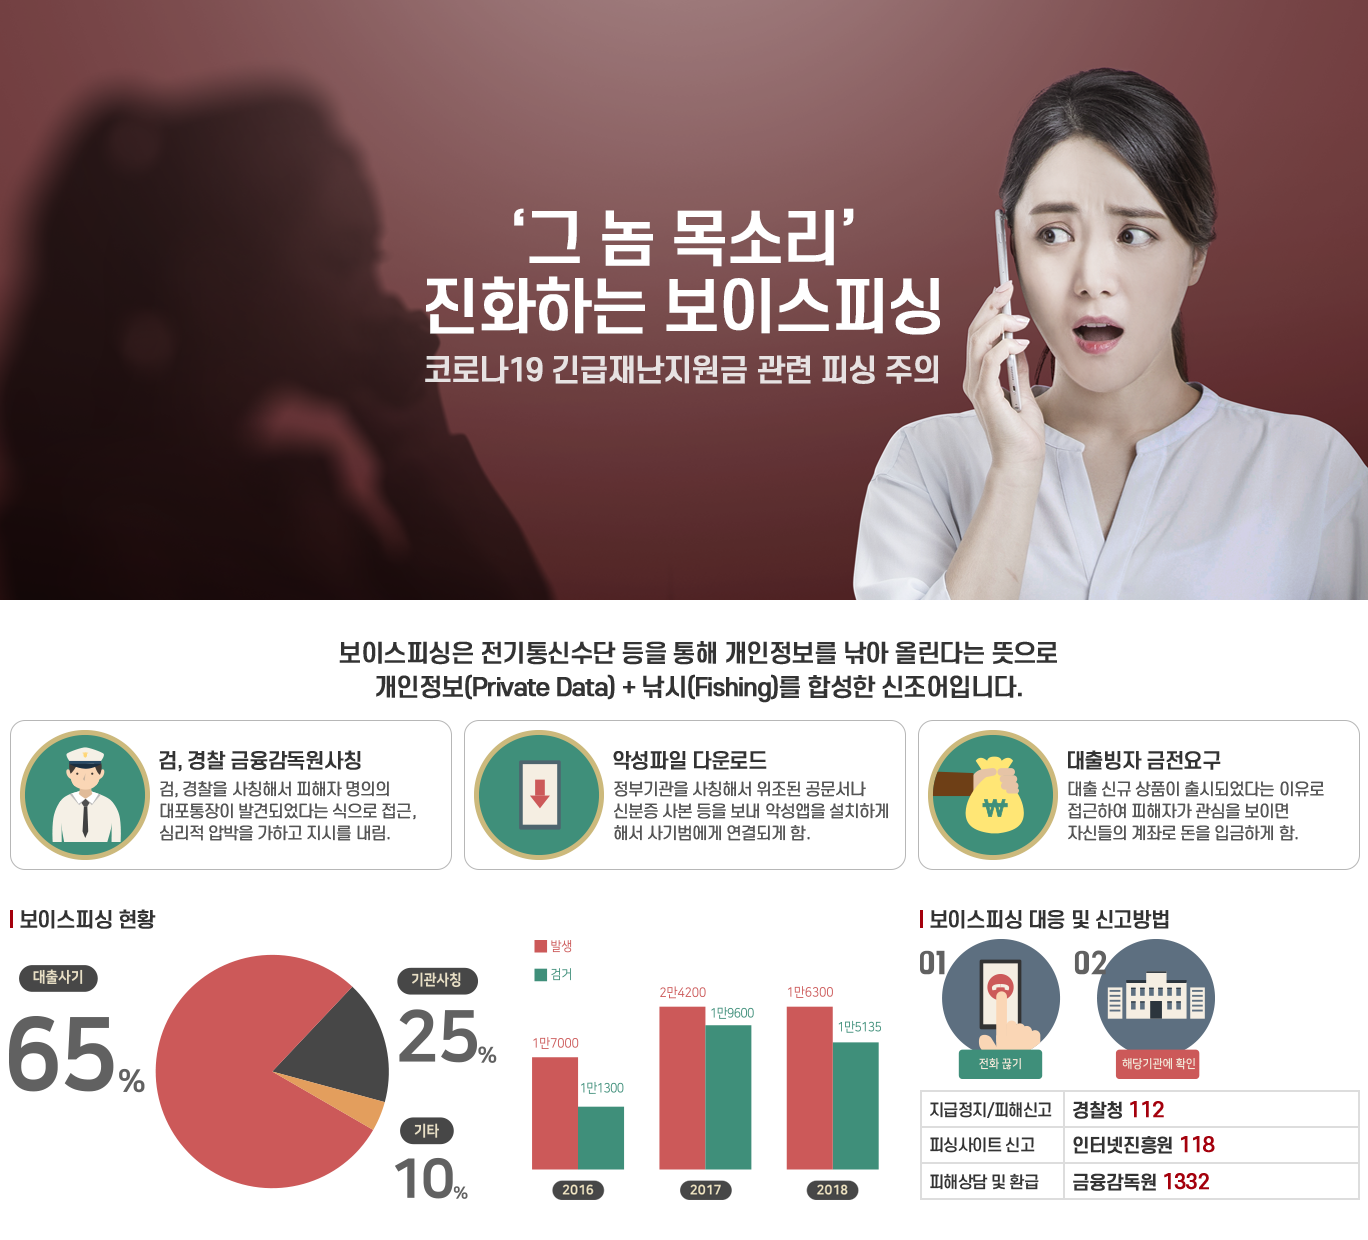 ‘그 놈 목소리’
진화하는 보이스피싱
코로나19 긴급재난지원금 관련 피싱 주의
보이스피싱은 전기통신수단 등을 통해 개인정보를 낚아 올린다는 뜻으로
개인정보(Private Data) + 낚시(Fishing)를 합성한 신조어입니다.
검, 경찰 금융감독원사칭
검, 경찰을 사칭해서 피해자 명의의
대포통장이 발견되었다는 식으로 접근,
심리적 압박을 가하고 지시를 내림.
악성파일 다운로드
정부기관을 사칭해서 위조된 공문서나
신분증 사본 등을 보내 악성앱을 설치하게
해서 사기범에게 연결되게 함.
대출빙자 금전요구
대출 신규 상품이 출시되었다는 이유로
접근하여 피해자가 관심을 보이면
자신들의 계좌로 돈을 입금하게 함.
보이스피싱 현황
대출사기
65%
기관사칭
25%
기타
10%
발생
검거
1만7000
1만1300
2016
2만4200
1만9600
2017
1만6300
1만5135
2018
보이스피싱 대응 및 신고방법
01
전화 끊기
02
해당기관에 확인
지급정지/피해신고 경찰청 112
피싱사이트 신고 인터넷진흥원 118
피해상담 및 환급 금융감독원 1332